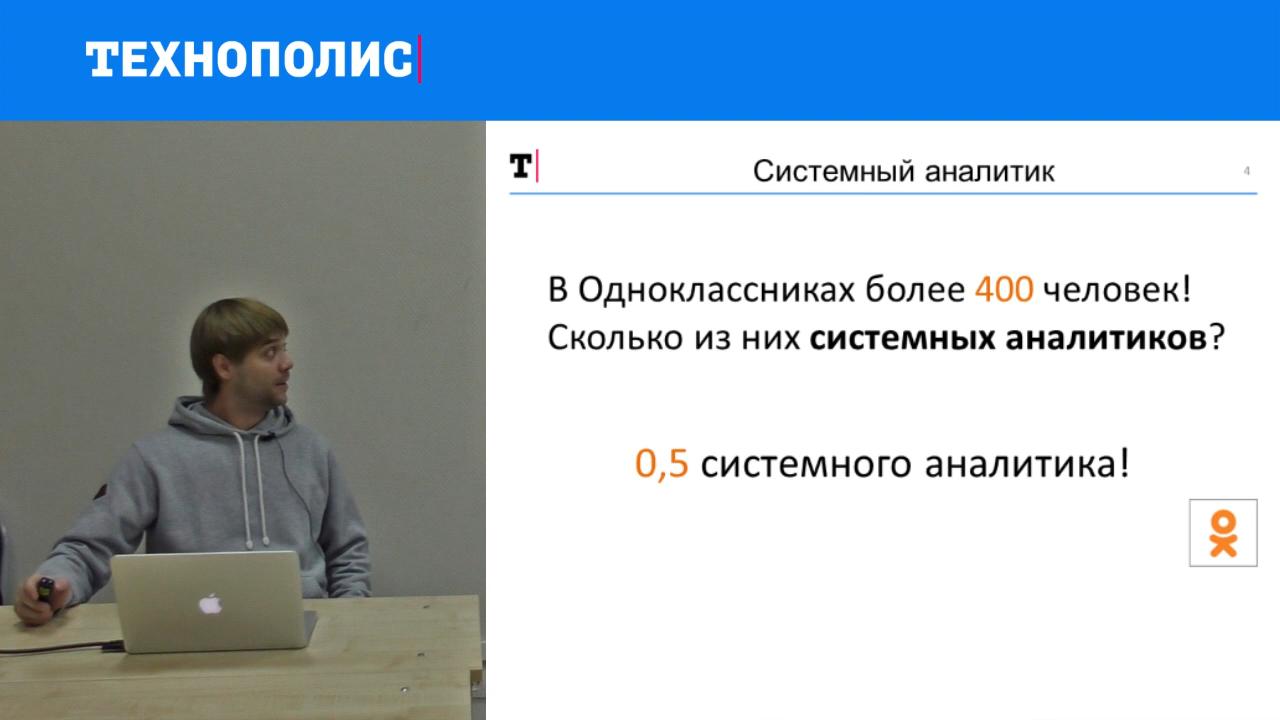 ТЕХНОПОЛИС
Т
Системный аналитик
4
В Одноклассниках более 400 человек!
Сколько из них системных аналитиков?
0,5 системного аналитика!